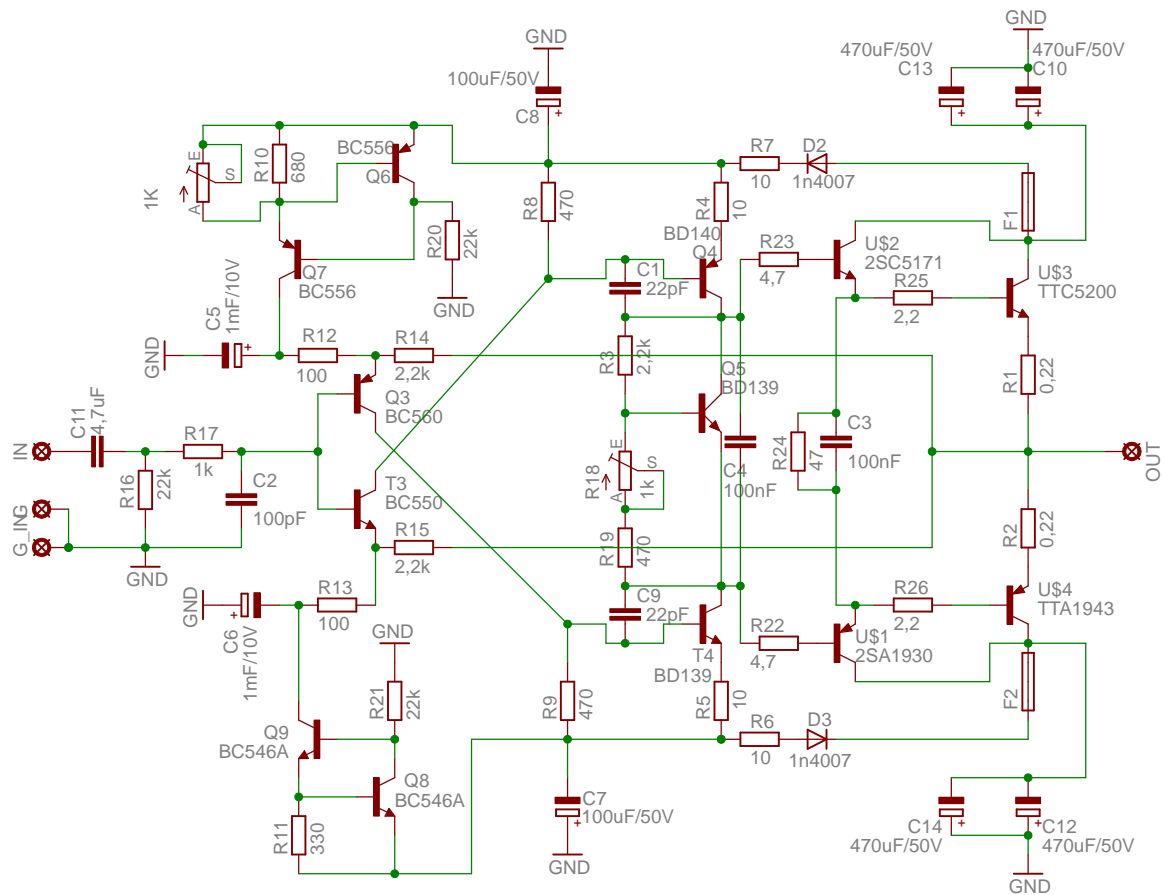 GND
470uF/50V
C13
470uF/50V
C10
GND
100uF/50V
C8
1K
E
S
A
R10
680
BC556
Q6
R20
22k
GND
Q7
BC556
R8
470
R7
10
D2
1n4007
R4
10
BD140
Q4
F1
R23
4,7
U$2
2SC5171
R25
2,2
U$3
TTC5200
C1
22pF
C5
1mF/10V
GND
R12
100
R14
2,2k
R3
2,2k
Q5
BD139
R1
0,22
Q3
BC560
IN
C11
4,7uF
R17
1k
R16
22k
C2
100pF
T3
BC550
R18
E
S
A
1k
C4
100nF
R24
47
C3
100nF
OUT
G_IN
G
GND
R15
2,2k
R19
470
R2
0,22
R13
100
GND
C6
1mF/10V
C9
22pF
T4
BD139
R22
4,7
U$1
2SA1930
R26
2,2
U$4
TTA1943
GND
R21
22k
R9
470
R5
10
R6
10
D3
1n4007
F2
Q9
BC546A
Q8
BC546A
R11
330
C7
100uF/50V
GND
C14
470uF/50V
C12
470uF/50V
GND